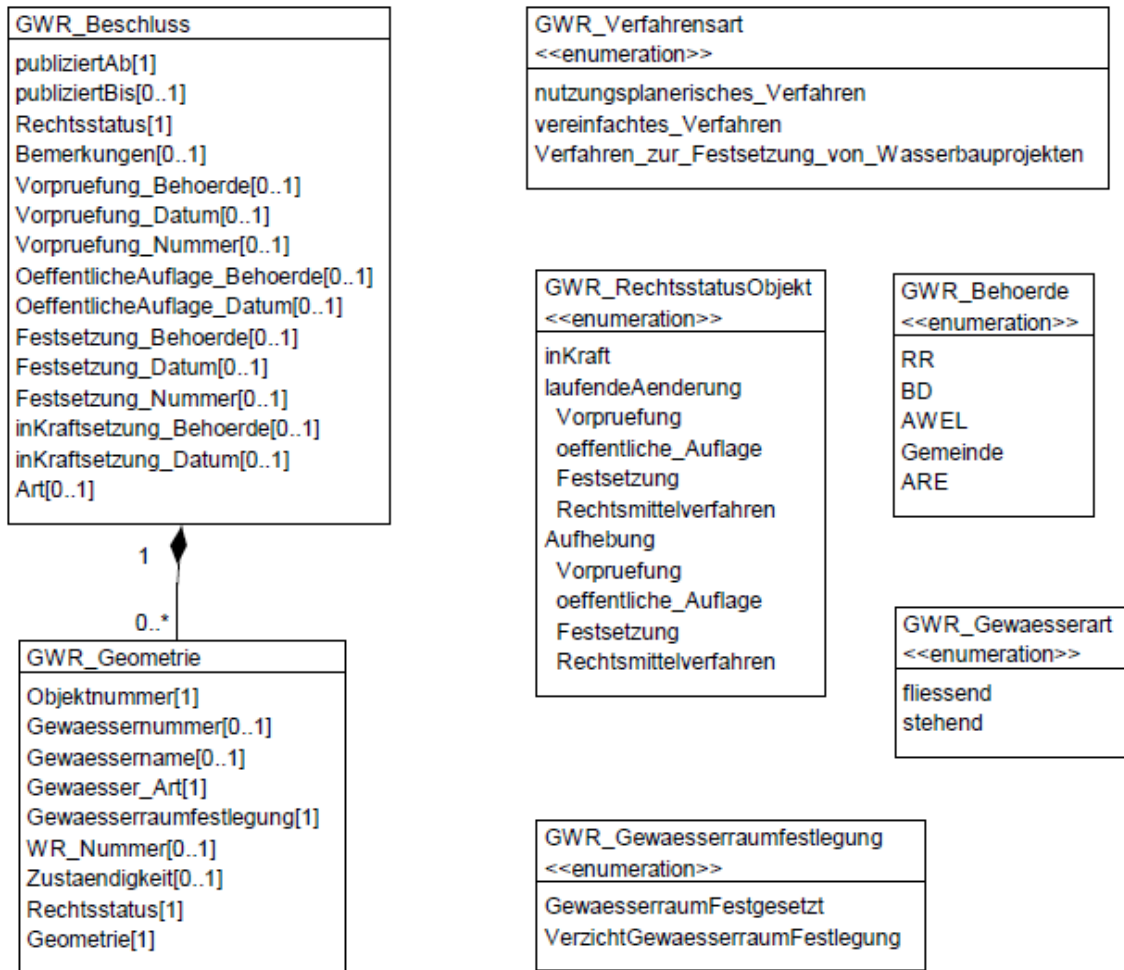 GWR_Beschluss
publiziertAb[1]
publiziertBis[0..1]
Rechtsstatus[1]
Bemerkungen[0..1]
Vorpruefung_Behoerde[0..1]
Vorpruefung_Datum[0..1]
Vorpruefung_Nummer[0..1]
OeffentlicheAuflage_Behoerde[0..1]
OeffentlicheAuflage_Datum[0..1]
Festsetzung_Behoerde[0..1]
Festsetzung_Datum[0..1]
Festsetzung_Nummer[0..1]
inKraftsetzung_Behoerde[0..1]
inKraftsetzung_Datum[0..1]
Art[0..1]
1
0..*
GWR_Geometrie
Objektnummer[1]
Gewaessernummer[0..1]
Gewaessername[0..1]
Gewaesser_Art[1]
Gewaesserraumfestlegung[1]
WR_Nummer[0..1]
Zustaendigkeit[0..1]
Rechtsstatus[1]
Geometrie[1]
GWR_Verfahrensart
<<enumeration>>
nutzungsplanerisches_Verfahren
vereinfachtes_Verfahren
Verfahren_zur_Festsetzung_von_Wasserbauprojekten
GWR_RechtsstatusObjekt
<<enumeration>>
inKraft
laufendeAenderung
Vorpruefung
oeffentliche_Auflage
Festsetzung
Rechtsmittelverfahren
Aufhebung
Vorpruefung
oeffentliche_Auflage
Festsetzung
Rechtsmittelverfahren
GWR_Behoerde
<<enumeration>>
RR
BD
AWEL
Gemeinde
ARE
GWR_Gewaesserart
<<enumeration>>
fliessend
stehend
GWR_Gewaesserraumfestlegung
<<enumeration>>
GewaesserraumFestgesetzt
VerzichtGewaesserraumFestlegung